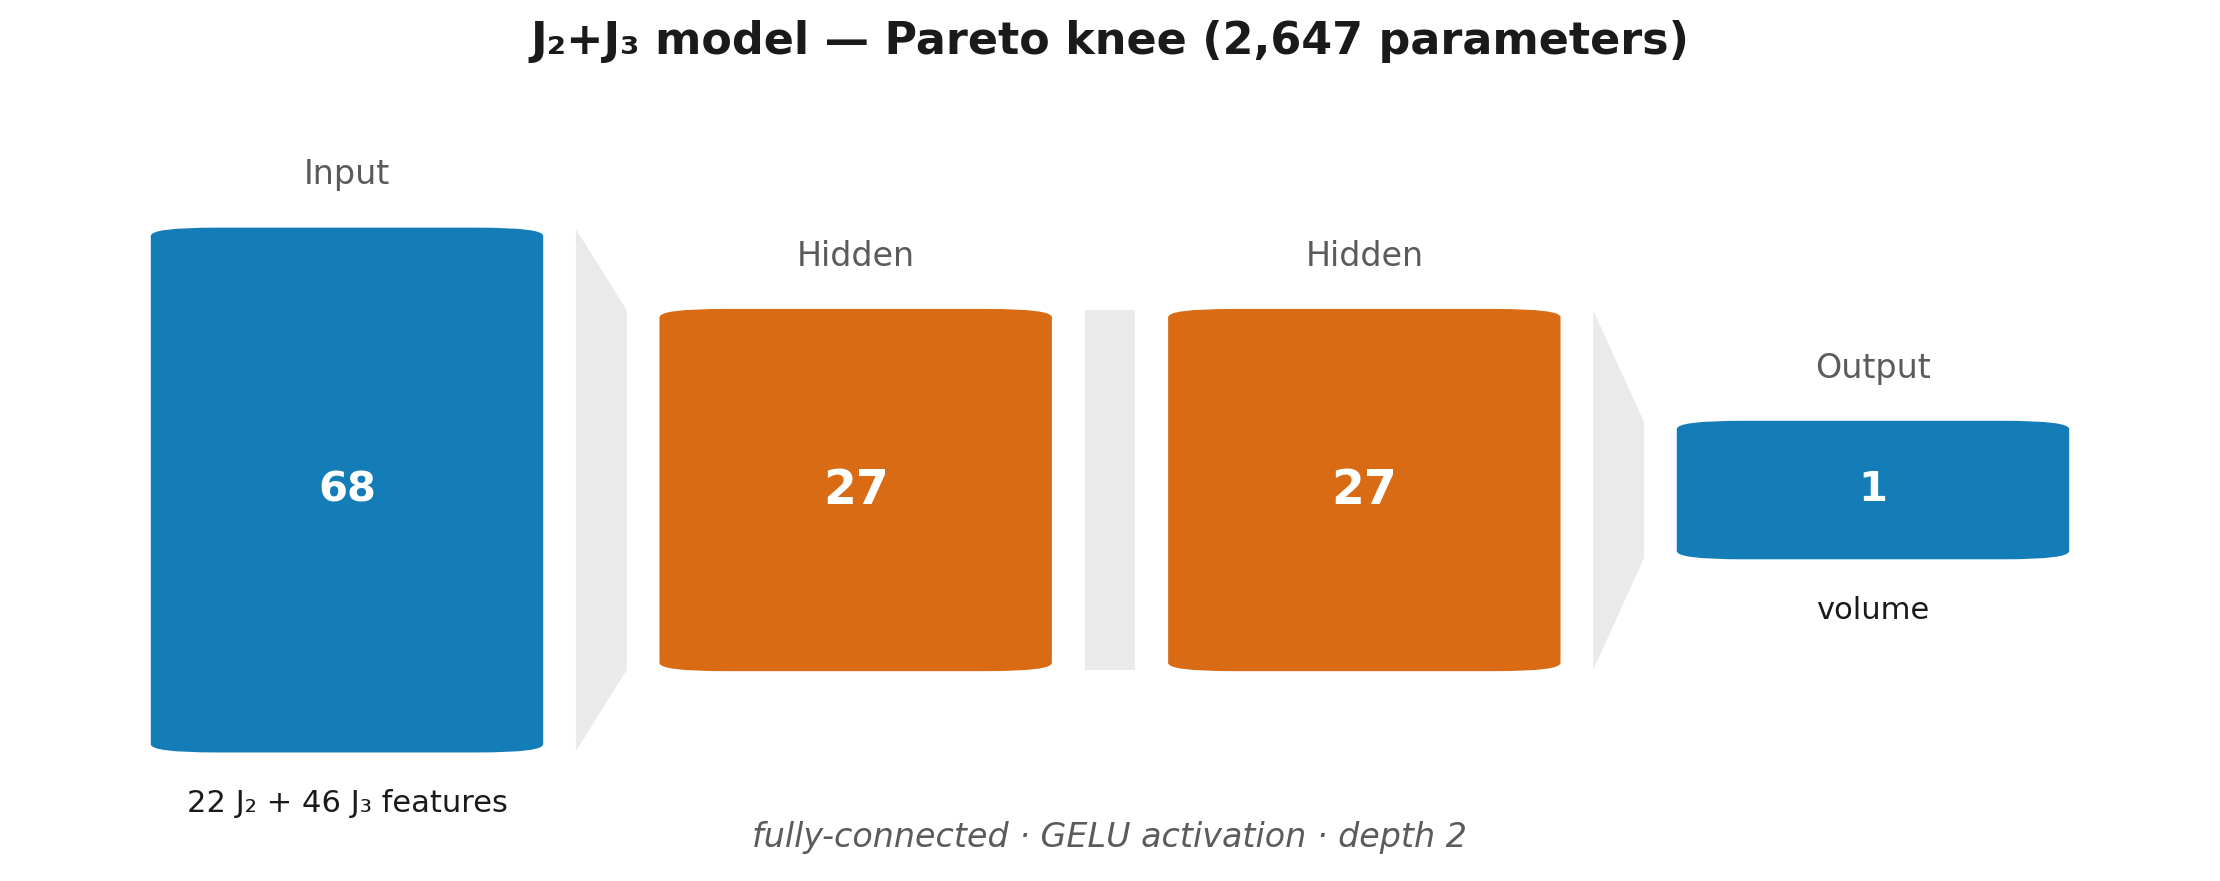 J₂+J₃ model — Pareto knee (2,647 parameters)
Input
Hidden
Hidden
Output
68
27
27
1
volume
22 J₂ + 46 J₃ features
fully-connected · GELU activation · depth 2